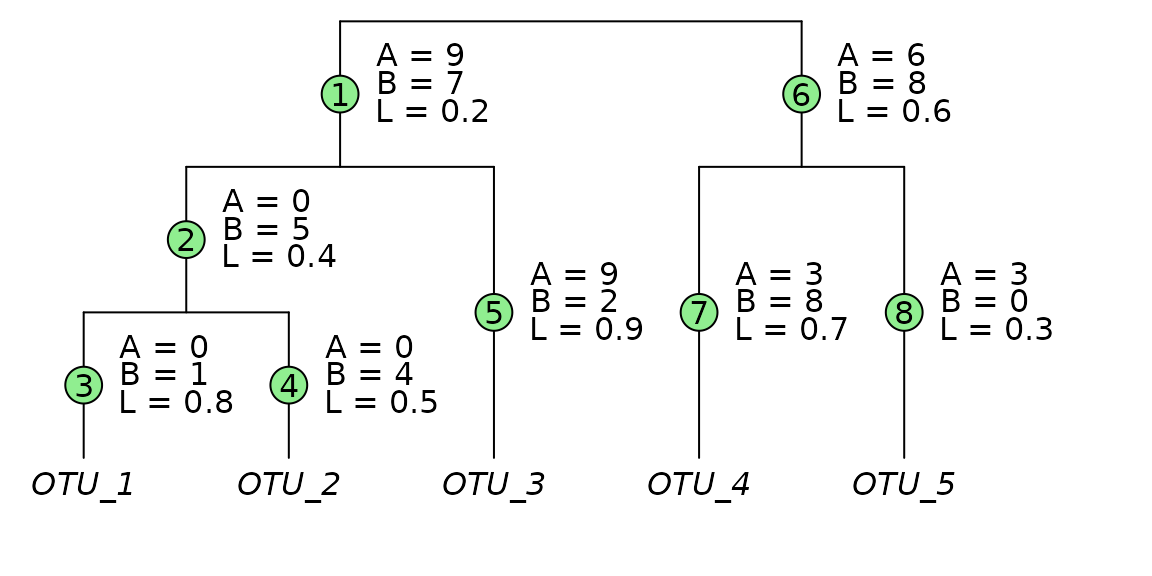 1
A = 9
B = 7
L = 0.2
6
A = 6
B = 8
L = 0.6
2
A = 0
B = 5
L = 0.4
5
A = 9
B = 2
L = 0.9
7
A = 3
B = 8
L = 0.7
8
A = 3
B = 0
L = 0.3
3
A = 0
B = 1
L = 0.8
4
A = 0
B = 4
L = 0.5
OTU_1
OTU_2
OTU_3
OTU_4
OTU_5